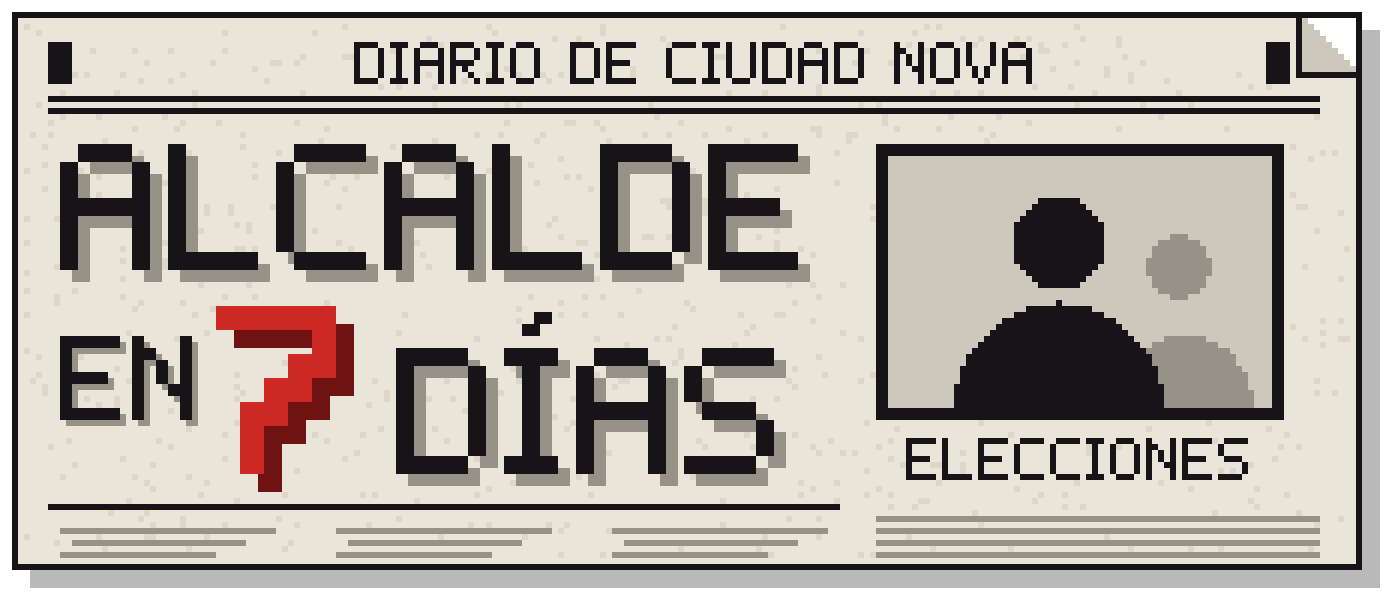 DIARIO DE CIUDAD NOVA
ALCALDE
EN 7 DÍAS
ELECCIONES